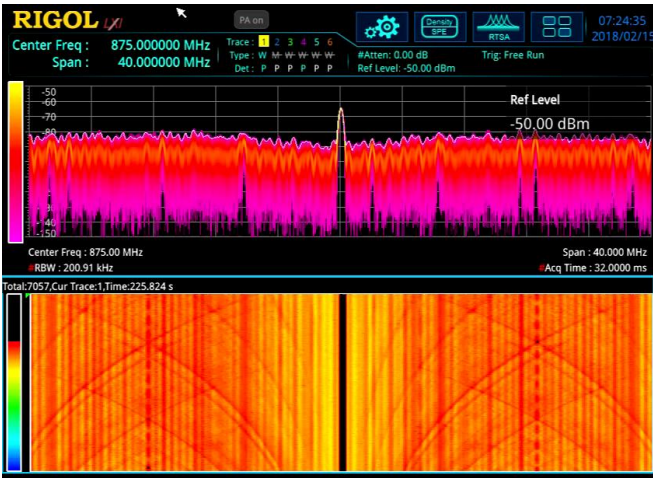 RIGOL LXI PA on Density SPE RTSA 07:24:35
2018/02/15
Center Freq : 875.000000 MHz
Span : 40.000000 MHz
Trace : 1 2 3 4 5 6
Type : W M W W W W
Det : P P P P P P
#Atten: 0.00 dB Trig: Free Run
Ref Level: -50.00 dBm
-50
-60
-70
-80
Ref Level
-50.00 dBm
-150
Center Freq : 875.00 MHz Span : 40.000 MHz
#RBW : 200.91 kHz #Acq Time : 32.0000 ms
Total:7057,Cur Trace:1,Time:225.824 s